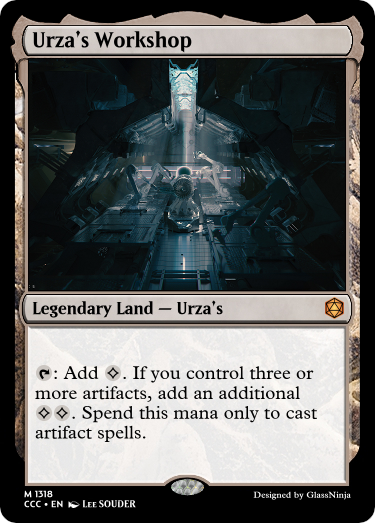 Urza's Workshop
Legendary Land — Urza's
: Add . If you control three or
more artifacts, add an additional
. Spend this mana only to cast
artifact spells.
M 1318
CCC • EN Lee SOUDER
Designed by GlassNinja